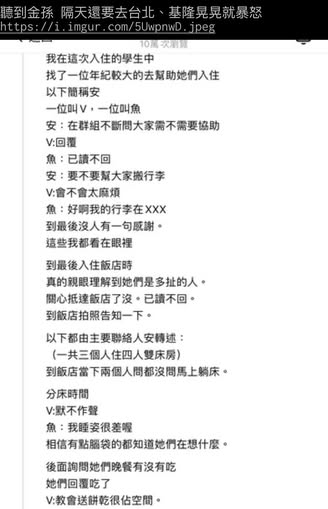 聽到金孫 隔天還要去台北、基隆晃晃就暴怒
https://i.imgur.com/5UwpnwD.jpeg
10萬次瀏覽
我在這次入住的學生中
找了一位年紀較大的去幫助她們入住
以下簡稱安
一位叫V，一位叫魚
安：在群組不斷問大家需不需要協助
V:回覆
魚：已讀不回
安：要不要幫大家搬行李
V:會不會太麻煩
魚：好啊我的行李在XXX
到最後沒人有一句感謝。
這些我都看在眼裡
到最後入住飯店時
真的親眼理解到她們是多扯的人。
關心抵達飯店了沒。已讀不回。
到飯店拍照告知一下。
以下都由主要聯絡人安轉述：
（一共三個人住四人雙床房）
到飯店當下兩個人問都沒問馬上躺床。
分床時間
V:默不作聲
魚：我睡姿很差喔
相信有點腦袋的都知道她們在想什麼。
後面詢問她們晚餐有沒有吃
她們回覆吃了
V:教會送餅乾很佔空間。